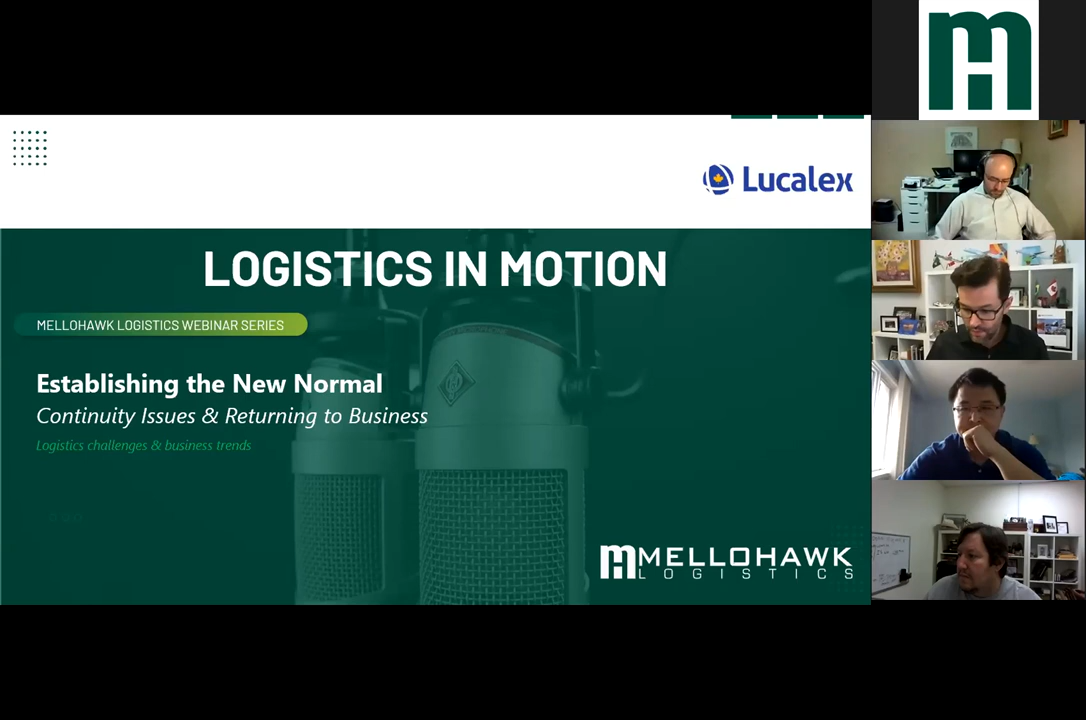 Lucalex
LOGISTICS IN MOTION
MELLOHAWK LOGISTICS WEBINAR SERIES
Establishing the New Normal
Continuity Issues & Returning to Business
Logistics challenges & business trends
MELLOHAWK
LOGISTICS